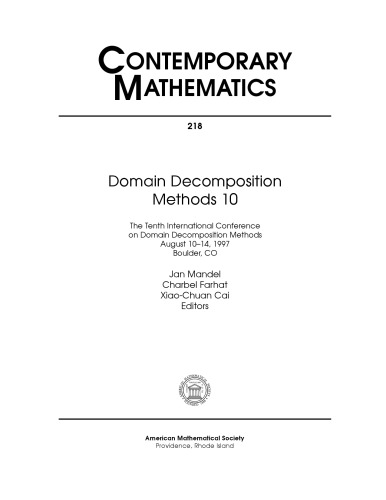 CONTEMPORARY
MATHEMATICS
218
Domain Decomposition
Methods 10
The Tenth International Conference
on Domain Decomposition Methods
August 10–14, 1997
Boulder, CO
Jan Mandel
Charbel Farhat
Xiao-Chuan Cai
Editors
American Mathematical Society
Providence, Rhode Island